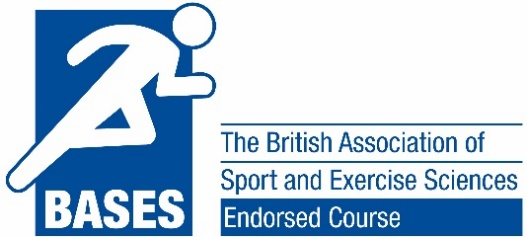 BASES
The British Association of
Sport and Exercise Sciences
Endorsed Course